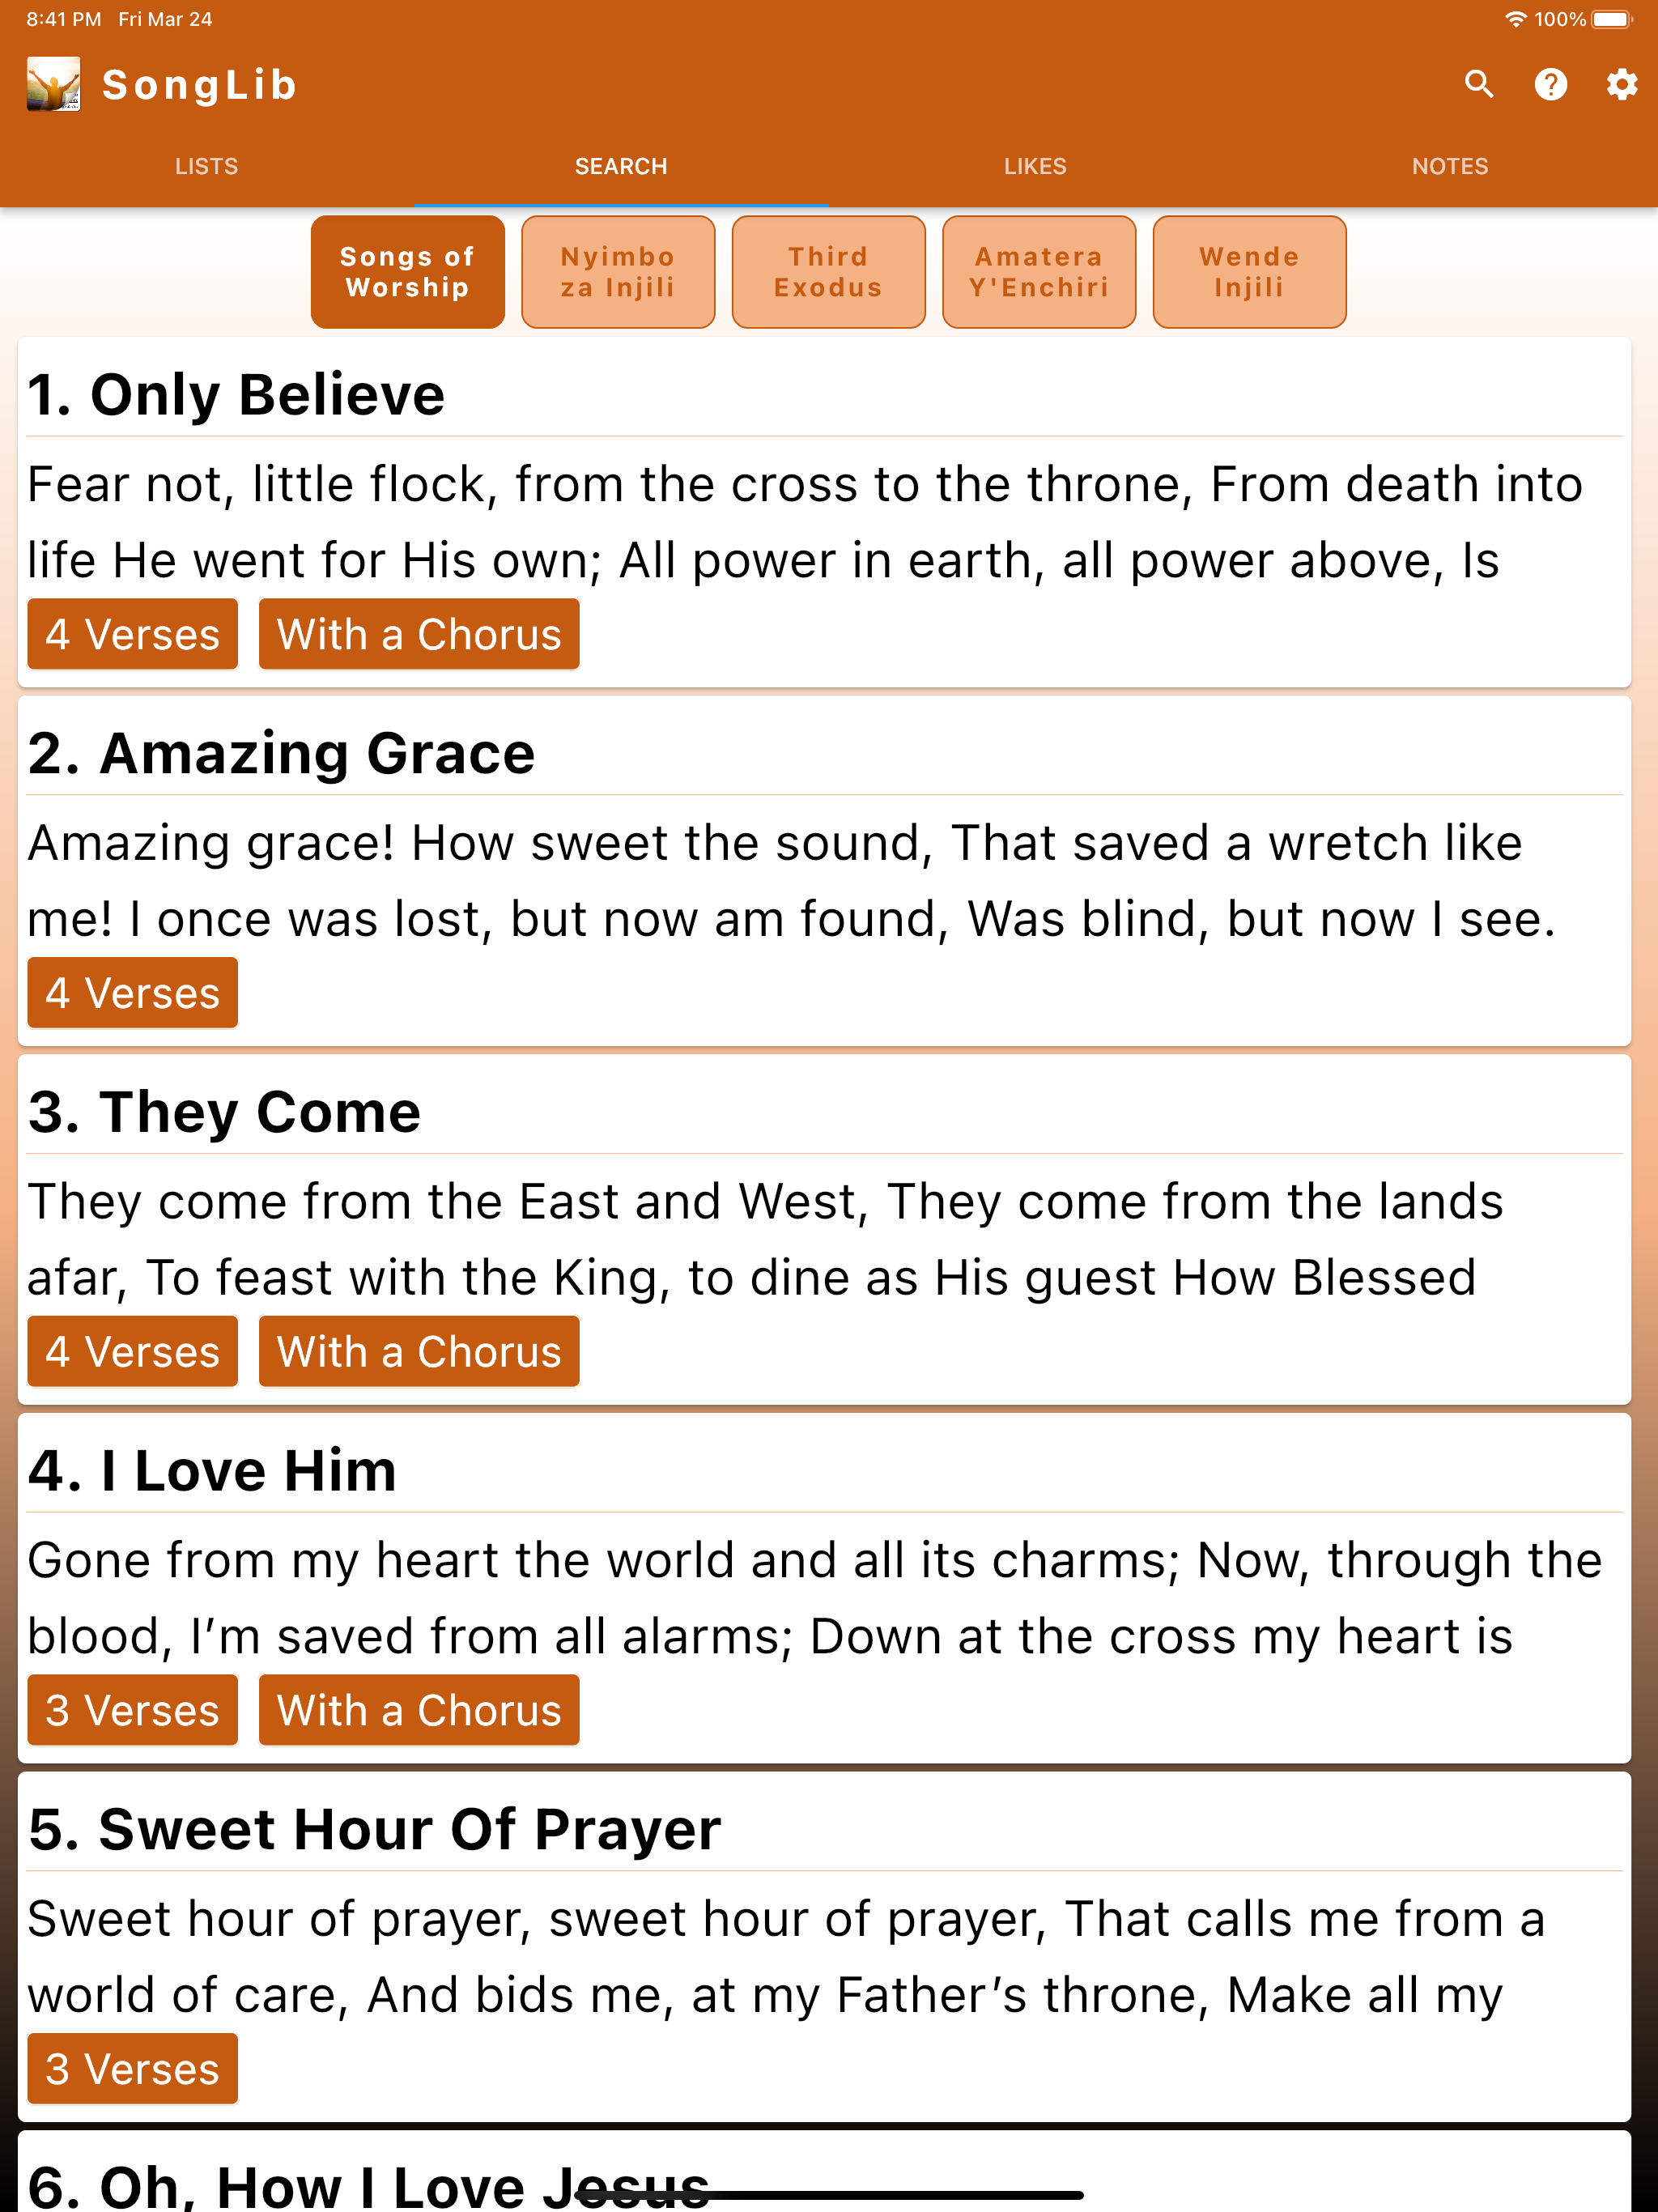 8:41 PM Fri Mar 24
100%
SongLib
LISTS
SEARCH
LIKES
NOTES
Songs of
Worship
Nyimbo
za Injili
Third
Exodus
Amatera
Y'Enchiri
Wende
Injili
1. Only Believe
Fear not, little flock, from the cross to the throne, From death into
life He went for His own; All power in earth, all power above, Is
4 Verses
With a Chorus
2. Amazing Grace
Amazing grace! How sweet the sound, That saved a wretch like
me! I once was lost, but now am found, Was blind, but now I see.
4 Verses
3. They Come
They come from the East and West, They come from the lands
afar, To feast with the King, to dine as His guest How Blessed
4 Verses
With a Chorus
4. I Love Him
Gone from my heart the world and all its charms; Now, through the
blood, I’m saved from all alarms; Down at the cross my heart is
3 Verses
With a Chorus
5. Sweet Hour Of Prayer
Sweet hour of prayer, sweet hour of prayer, That calls me from a
world of care, And bids me, at my Father’s throne, Make all my
3 Verses
6. Oh, How I Love Jesus